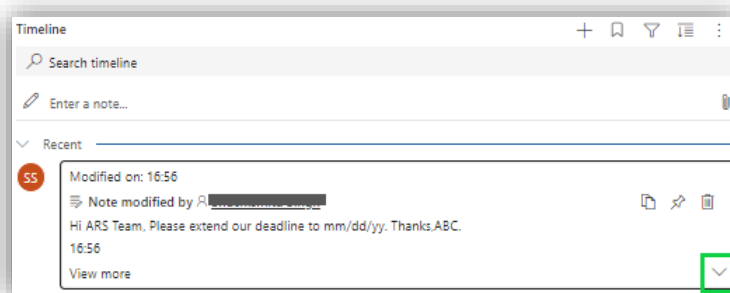 Timeline
Search timeline
Enter a note...
Recent
SS
Modified on: 16:56
Note modified by
Hi ARS Team, Please extend our deadline to mm/dd/yy. Thanks,ABC.
16:56
View more